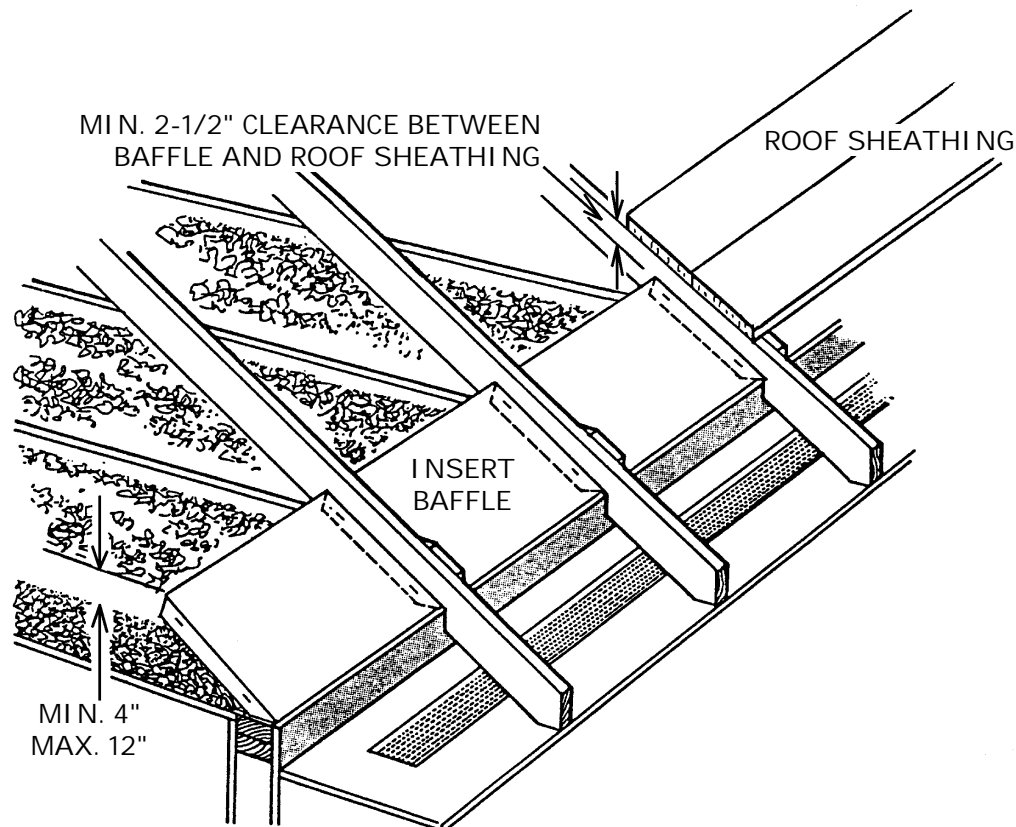 MIN. 2-1/2" CLEARANCE BETWEEN
BAFFLE AND ROOF SHEATHING
ROOF SHEATHING
INSERT
BAFFLE
MIN. 4"
MAX. 12"